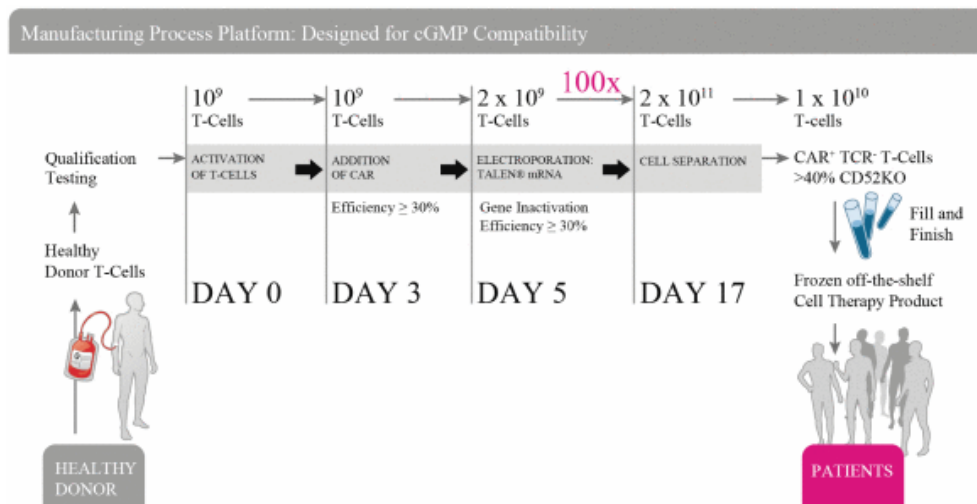 Manufacturing Process Platform: Designed for cGMP Compatibility
10⁹
T-Cells
10⁹
T-Cells
2 x 10⁹
T-Cells
100x
2 x 10¹¹
T-Cells
1 x 10¹⁰
T-cells
Qualification
Testing
ACTIVATION
OF T-CELLS
ADDITION
OF CAR
ELECTROPORATION:
TALEN® mRNA
CELL SEPARATION
CAR⁺ TCR⁻ T-Cells
>40% CD52KO
Efficiency ≥ 30%
Gene Inactivation
Efficiency ≥ 30%
Fill and
Finish
Healthy
Donor T-Cells
DAY 0
DAY 3
DAY 5
DAY 17
Frozen off-the-shelf
Cell Therapy Product
HEALTHY
DONOR
PATIENTS